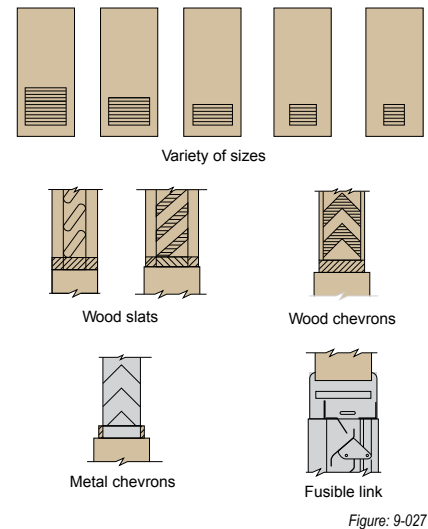 Variety of sizes
Wood slats
Wood chevrons
Metal chevrons
Fusible link
Figure: 9-027